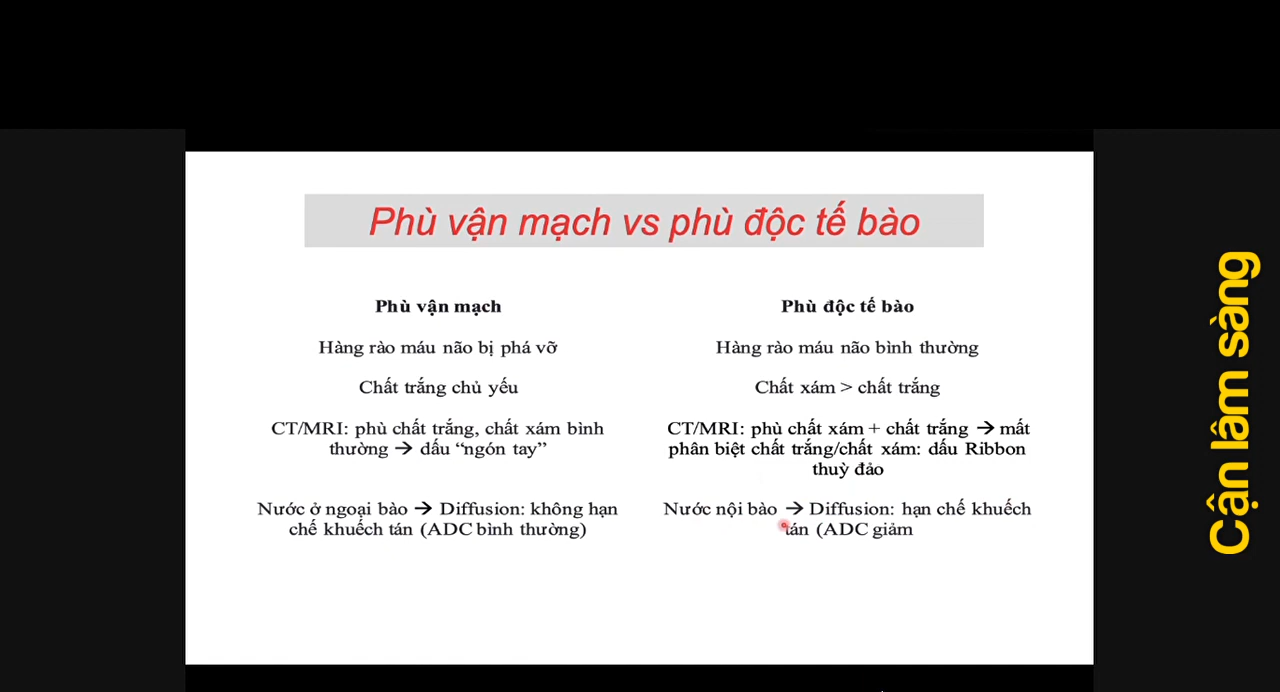 Phù vận mạch vs phù độc tế bào
Phù vận mạch
Hàng rào máu não bị phá vỡ
Chất trắng chủ yếu
CT/MRI: phù chất trắng, chất xám bình
thường → dấu “ngón tay”
Nước ở ngoại bào → Diffusion: không hạn
chế khuếch tán (ADC bình thường)
Phù độc tế bào
Hàng rào máu não bình thường
Chất xám > chất trắng
CT/MRI: phù chất xám + chất trắng → mất
phân biệt chất trắng/chất xám: dấu Ribbon
thuỳ đảo
Nước nội bào → Diffusion: hạn chế khuếch
tán (ADC giảm
Cận lâm sàng